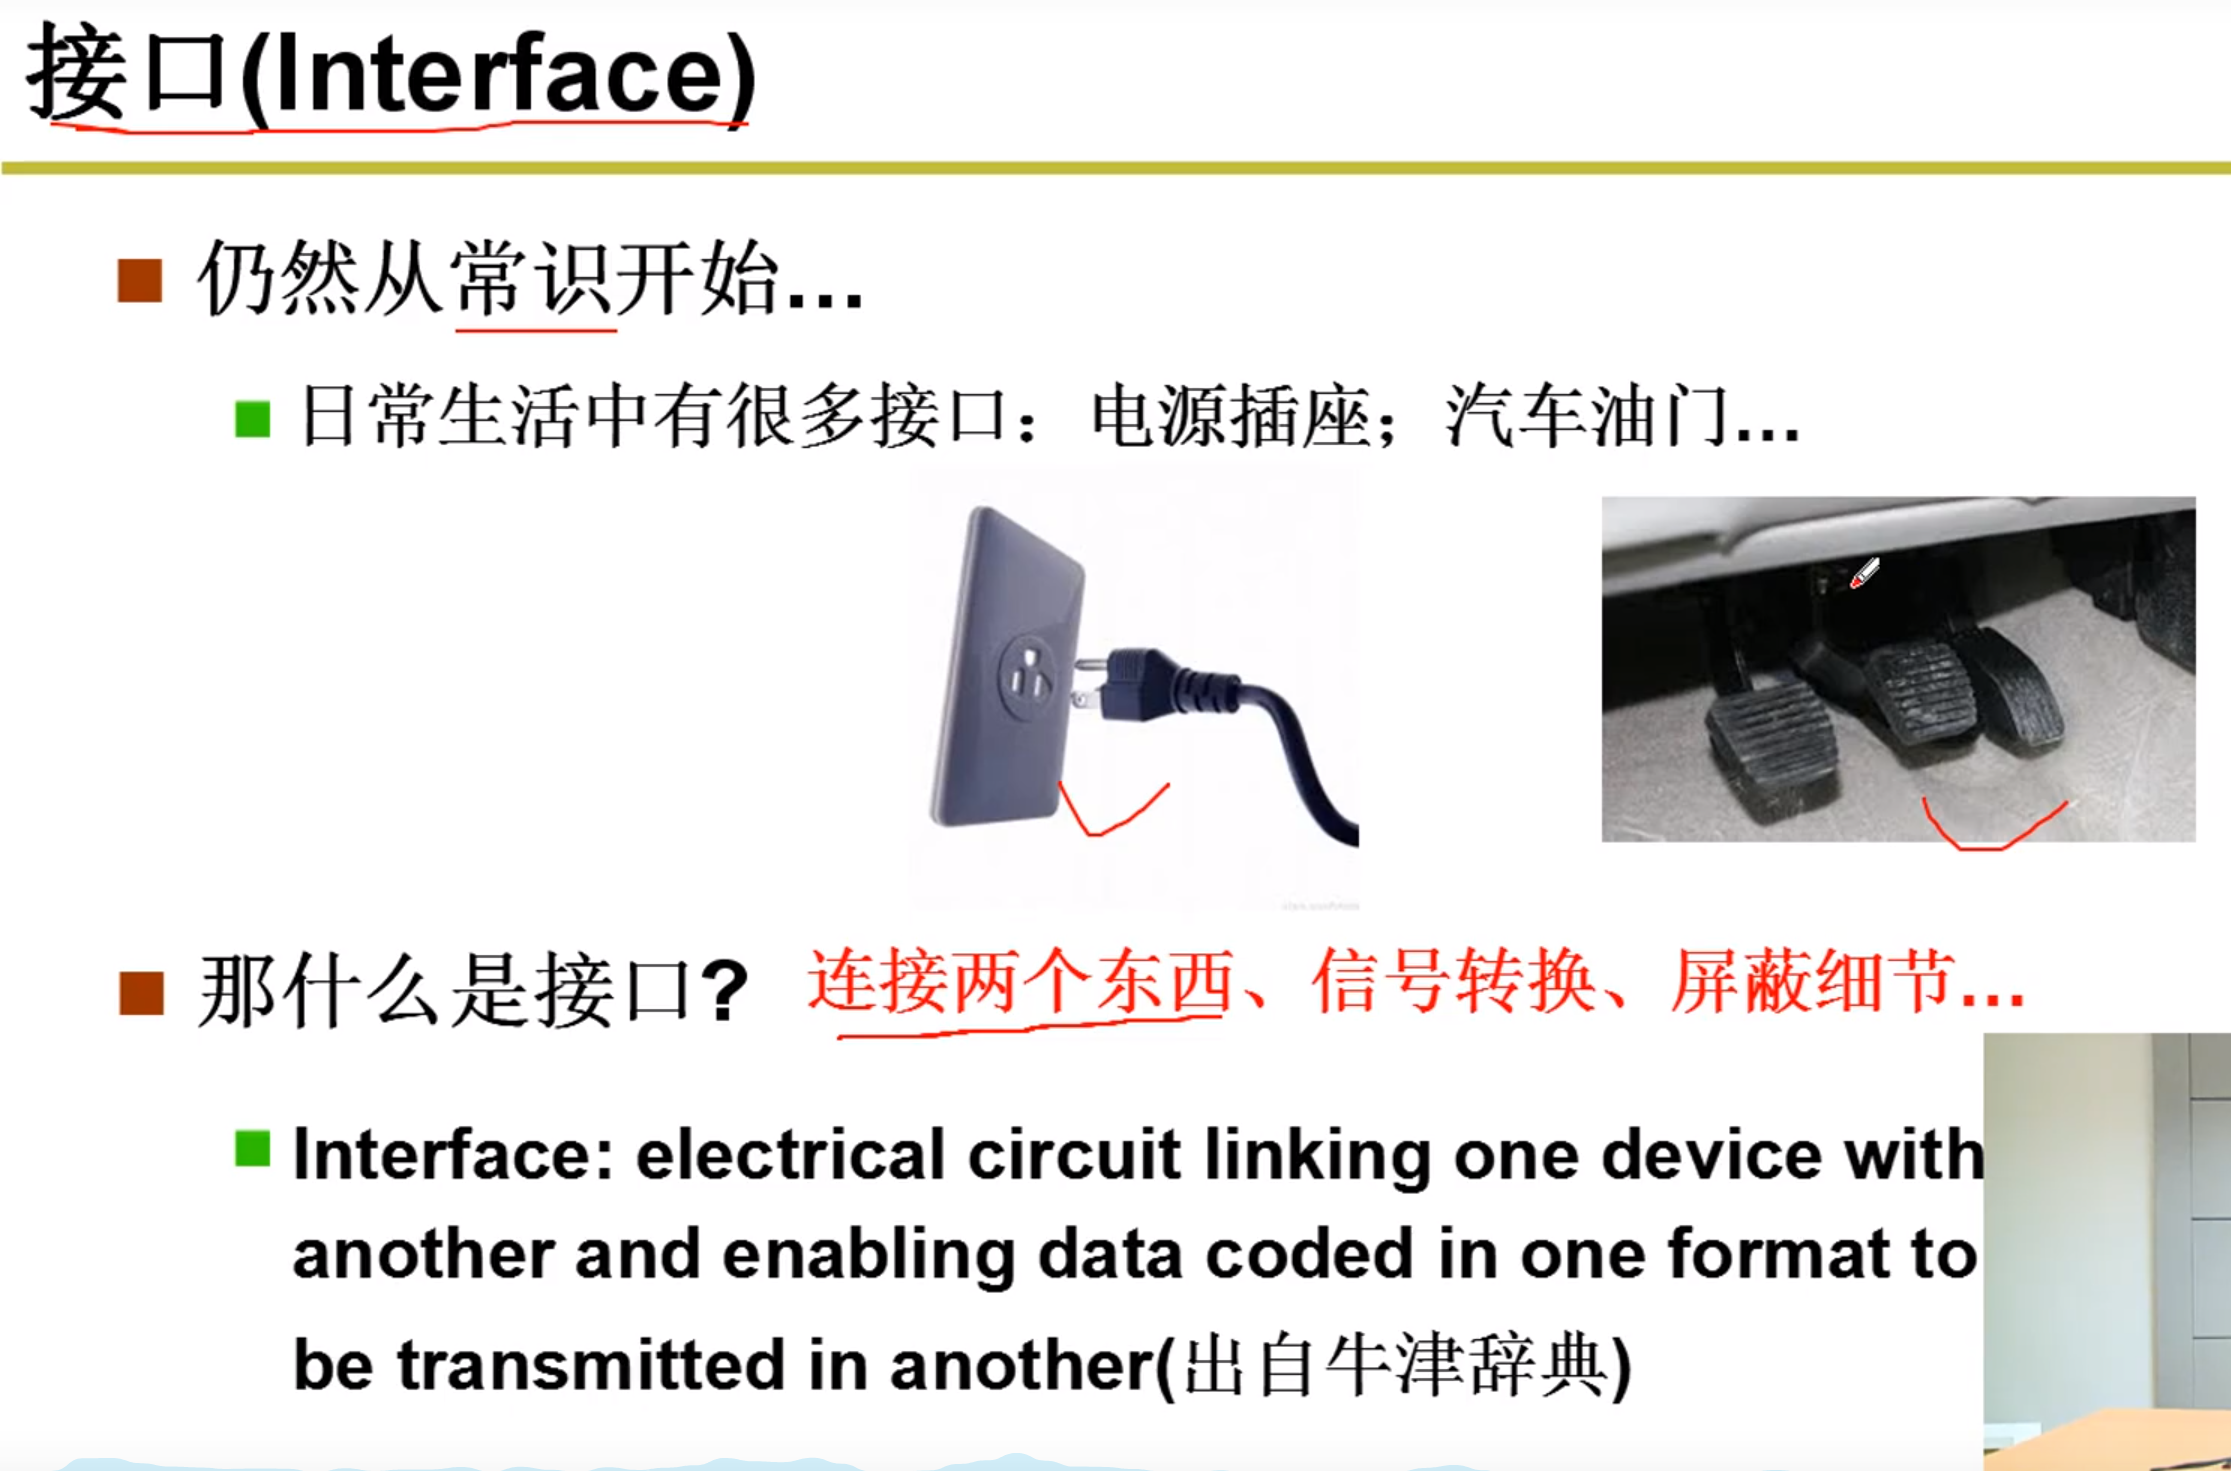 接口(Interface)
仍然从常识开始...
日常生活中有很多接口：电源插座；汽车油门...
那什么是接口? 连接两个东西、信号转换、屏蔽细节...
Interface: electrical circuit linking one device with
another and enabling data coded in one format to
be transmitted in another(出自牛津辞典)